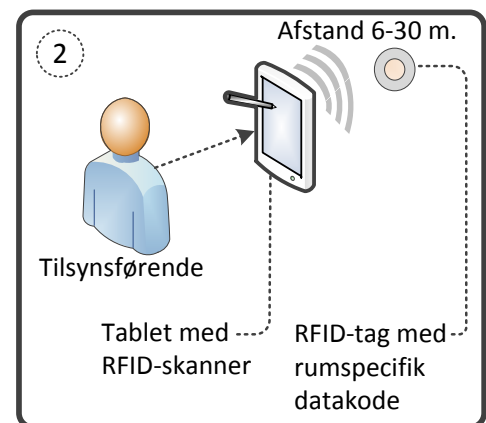 2
Afstand 6-30 m.
Tilsynsførende
Tablet med
RFID-skanner
RFID-tag med
rumspecifik
datakode